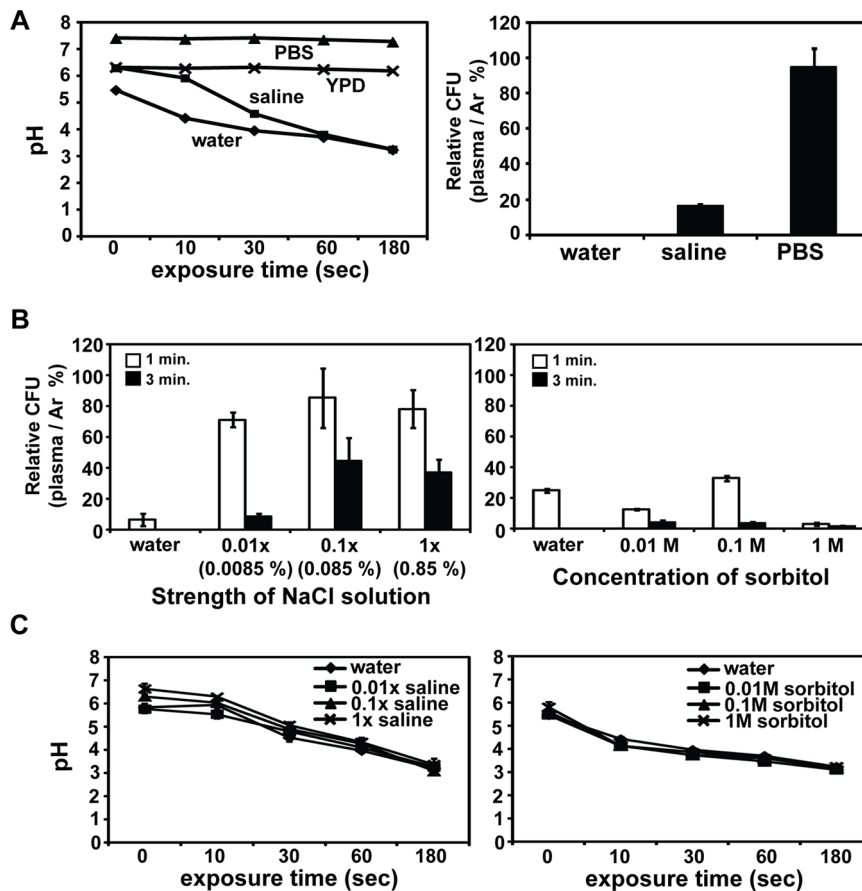 A
8
7
6
5
4
3
2
1
0
pH
PBS
YPD
saline
water
0 10 30 60 180
exposure time (sec)
120
100
80
60
40
20
0
Relative CFU
(plasma / Ar %)
water saline PBS
B
120
100
80
60
40
20
0
Relative CFU
(plasma / Ar %)
1 min.
3 min.
water 0.01x 0.1x 1x
(0.0085 %) (0.085 %) (0.85 %)
Strength of NaCl solution
120
100
80
60
40
20
0
1 min.
3 min.
water 0.01 M 0.1 M 1 M
Concentration of sorbitol
C
8
7
6
5
4
3
2
1
0
pH
water
0.01x saline
0.1x saline
1x saline
0 10 30 60 180
exposure time (sec)
8
7
6
5
4
3
2
1
0
water
0.01M sorbitol
0.1M sorbitol
1M sorbitol
0 10 30 60 180
exposure time (sec)